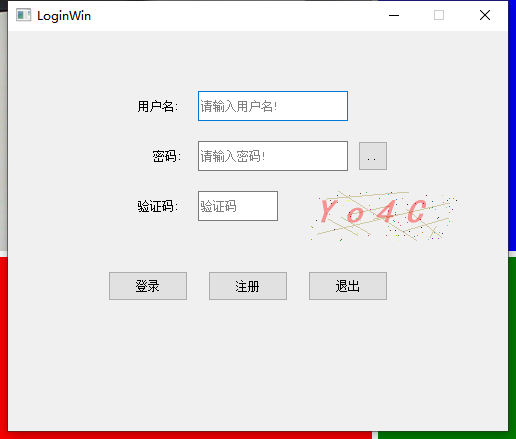 LoginWin
用户名: 请输入用户名!
密码: 请输入密码! ..
验证码: 验证码 Yo4C
登录 注册 退出